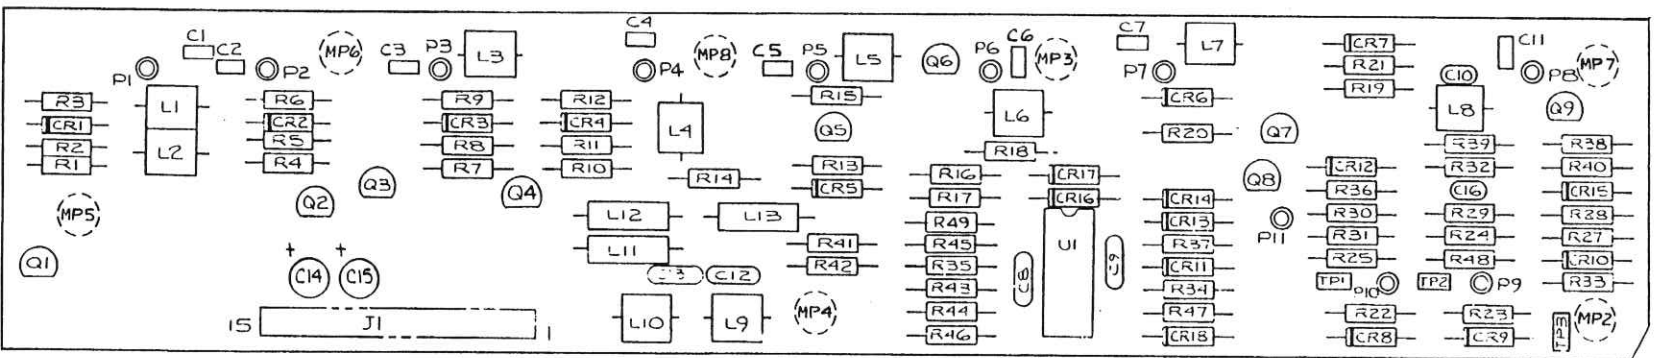 C1
C2
P1
P2
MP6
C3
P3
L3
C4
P4
MP8
C5
P5
L5
Q6
P6
C6
MP3
C7
P7
L7
CR7
R21
R19
C10
C11
P8
MP7
R3
CR1
R2
R1
L1
L2
R6
CR2
R5
R4
R9
CR3
R8
R7
R12
CR4
R11
R10
L4
R15
Q5
R13
CR5
L6
R18
CR6
R20
Q7
L8
Q9
R39
R32
C16
R29
R24
R48
R38
R40
CR15
R28
R27
CR10
R33
MP5
Q1
Q2
Q3
Q4
R14
L12
L13
L11
R41
R42
C13
C12
R16
R17
R49
R45
R35
R43
R44
R46
CR17
CR16
U1
C8
C9
CR14
CR13
R37
CR11
R34
R47
CR18
Q8
P11
CR12
R36
R30
R31
R25
TP1
P10
TP2
P9
R22
CR8
R23
CR9
TP3
MP2
+
+
C14
C15
15
J1
1
L10
L9
MP4